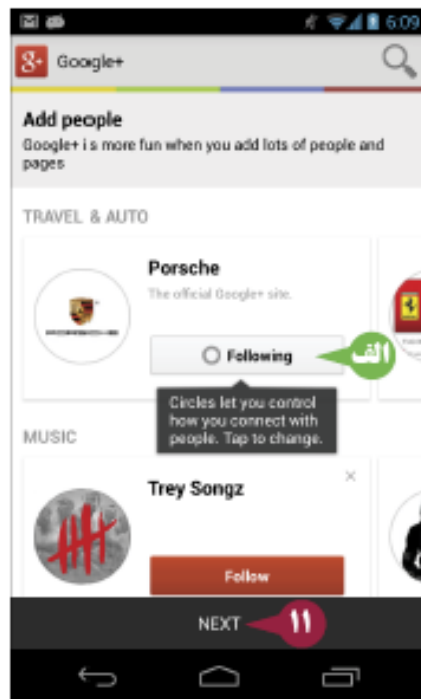 6:09
g+ Google+
Add people
Google+ is more fun when you add lots of people and
pages
TRAVEL & AUTO
Porsche
The official Google+ site.
PORSCHE
Following
الف
Circles let you control
how you connect with
people. Tap to change.
MUSIC
Trey Songz
×
Follow
NEXT
۱۱